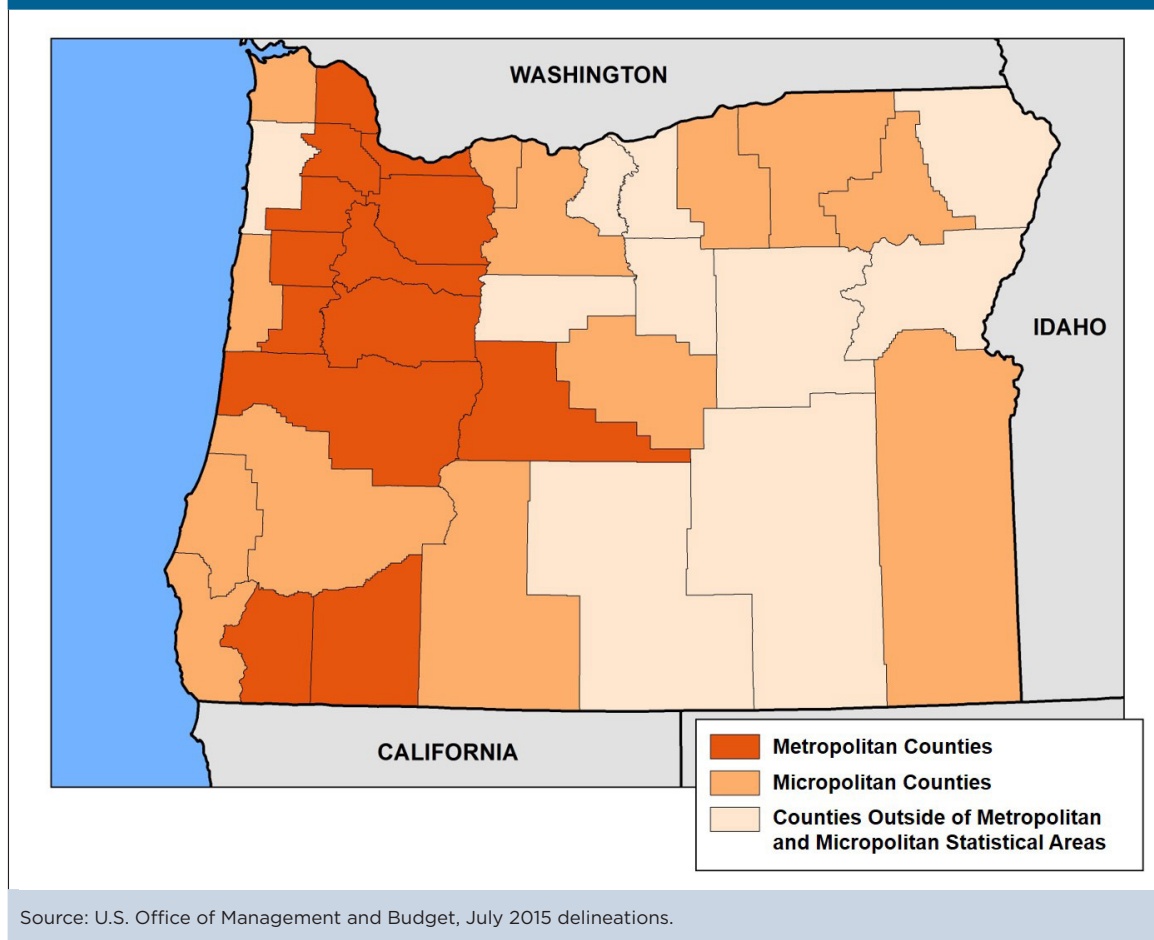 WASHINGTON
IDAHO
CALIFORNIA
Metropolitan Counties
Micropolitan Counties
Counties Outside of Metropolitan
and Micropolitan Statistical Areas
Source: U.S. Office of Management and Budget, July 2015 delineations.